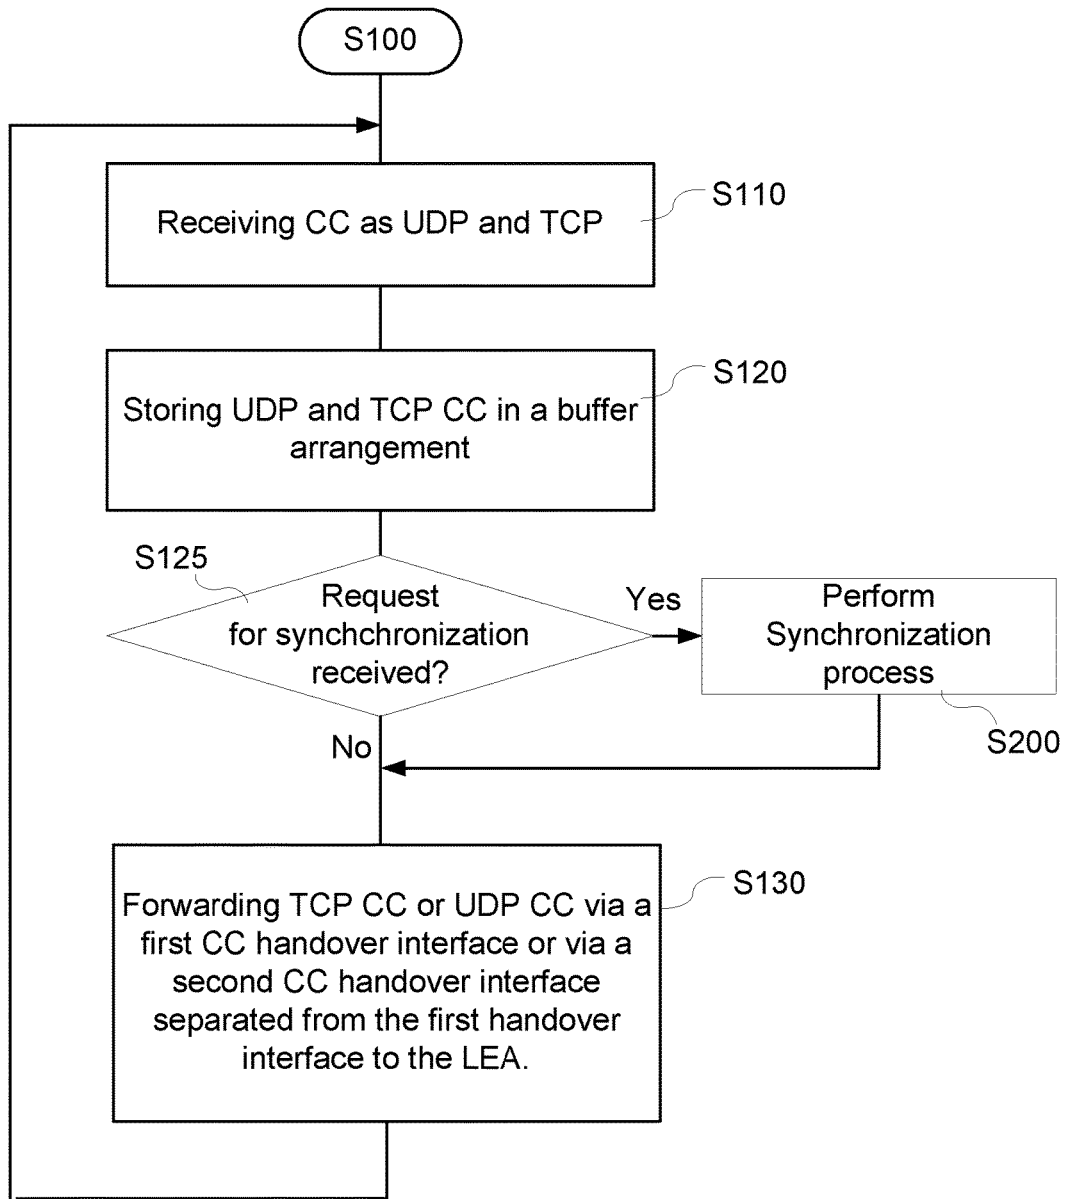 S100
S110
Receiving CC as UDP and TCP
S120
Storing UDP and TCP CC in a buffer
arrangement
S125
Request
for synchchronization
received?
Yes
Perform
Synchronization
process
S200
No
S130
Forwarding TCP CC or UDP CC via a
first CC handover interface or via a
second CC handover interface
separated from the first handover
interface to the LEA.